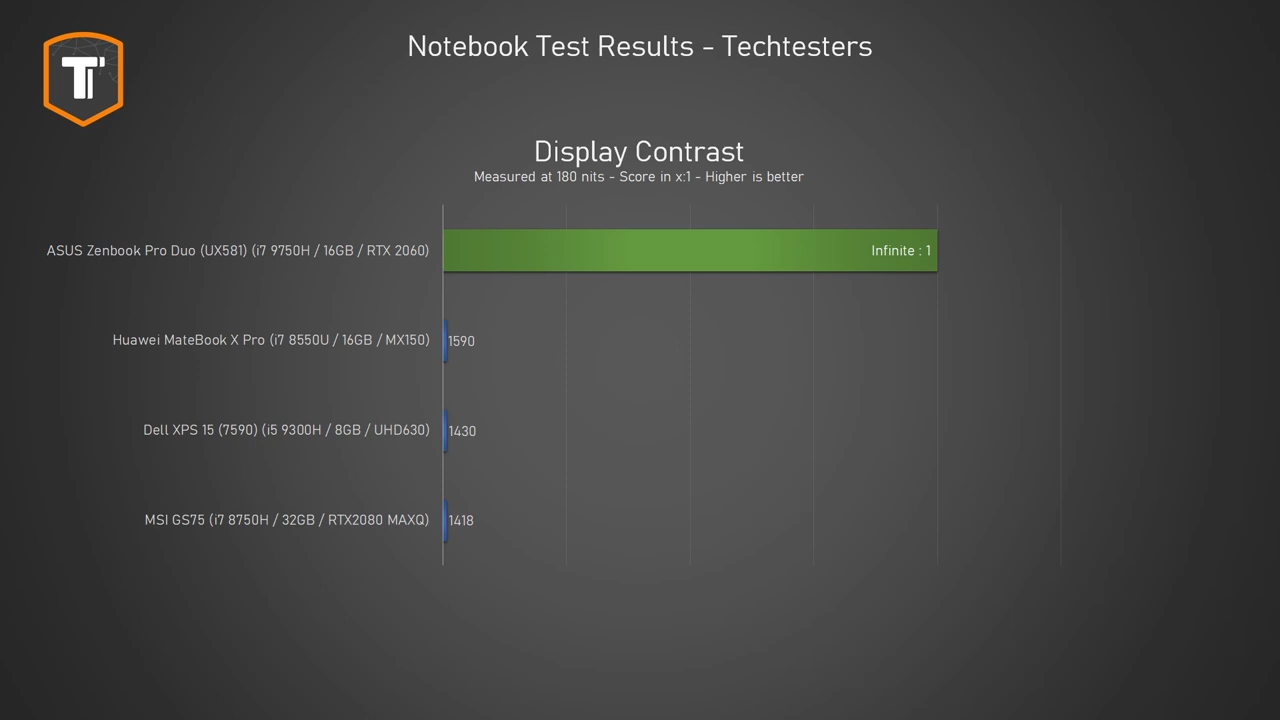 Notebook Test Results - Techtesters
Display Contrast
Measured at 180 nits - Score in x:1 - Higher is better
ASUS Zenbook Pro Duo (UX581) (i7 9750H / 16GB / RTX 2060)
Infinite : 1
Huawei MateBook X Pro (i7 8550U / 16GB / MX150)
1590
Dell XPS 15 (7590) (i5 9300H / 8GB / UHD630)
1430
MSI GS75 (i7 8750H / 32GB / RTX2080 MAXQ)
1418